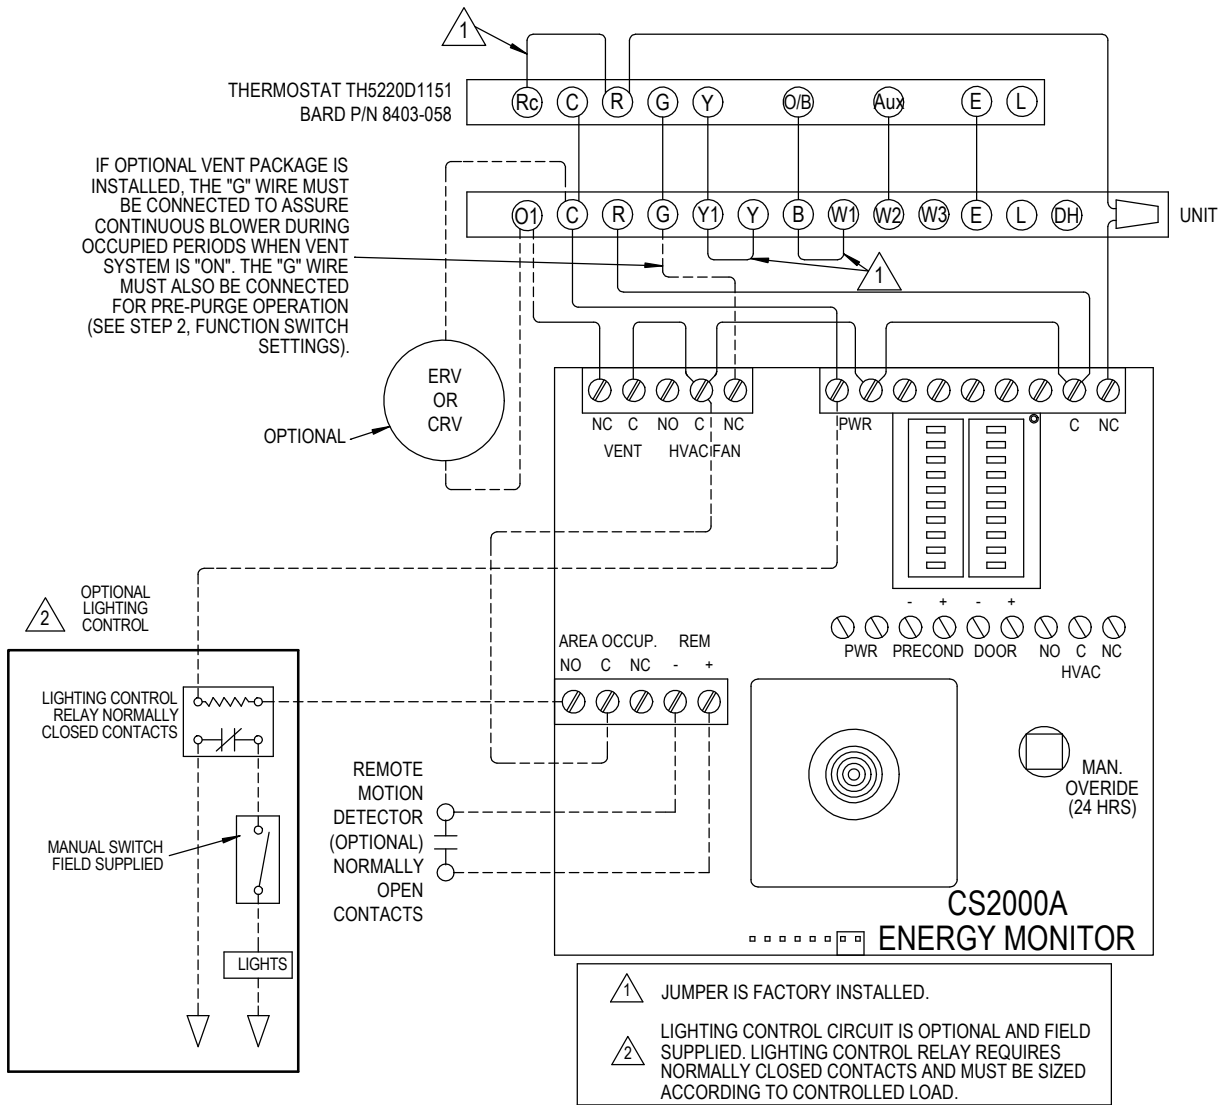 1
THERMOSTAT TH5220D1151
BARD P/N 8403-058
Rc C R G Y O/B Aux E L
IF OPTIONAL VENT PACKAGE IS
INSTALLED, THE "G" WIRE MUST
BE CONNECTED TO ASSURE
CONTINUOUS BLOWER DURING
OCCUPIED PERIODS WHEN VENT
SYSTEM IS "ON". THE "G" WIRE
MUST ALSO BE CONNECTED
FOR PRE-PURGE OPERATION
(SEE STEP 2, FUNCTION SWITCH
SETTINGS).
O1 C R G Y1 Y B W1 W2 W3 E L DH
UNIT
1
ERV
OR
CRV
OPTIONAL
NC C NO C NC
VENT HVAC FAN
PWR
C NC
- + - +
PWR PRECOND DOOR NO C NC
HVAC
2
OPTIONAL
LIGHTING
CONTROL
LIGHTING CONTROL
RELAY NORMALLY
CLOSED CONTACTS
AREA OCCUP. REM
NO C NC - +
MANUAL SWITCH
FIELD SUPPLIED
LIGHTS
REMOTE
MOTION
DETECTOR
(OPTIONAL)
NORMALLY
OPEN
CONTACTS
MAN.
OVERIDE
(24 HRS)
CS2000A
ENERGY MONITOR
1 JUMPER IS FACTORY INSTALLED.
2 LIGHTING CONTROL CIRCUIT IS OPTIONAL AND FIELD
SUPPLIED. LIGHTING CONTROL RELAY REQUIRES
NORMALLY CLOSED CONTACTS AND MUST BE SIZED
ACCORDING TO CONTROLLED LOAD.